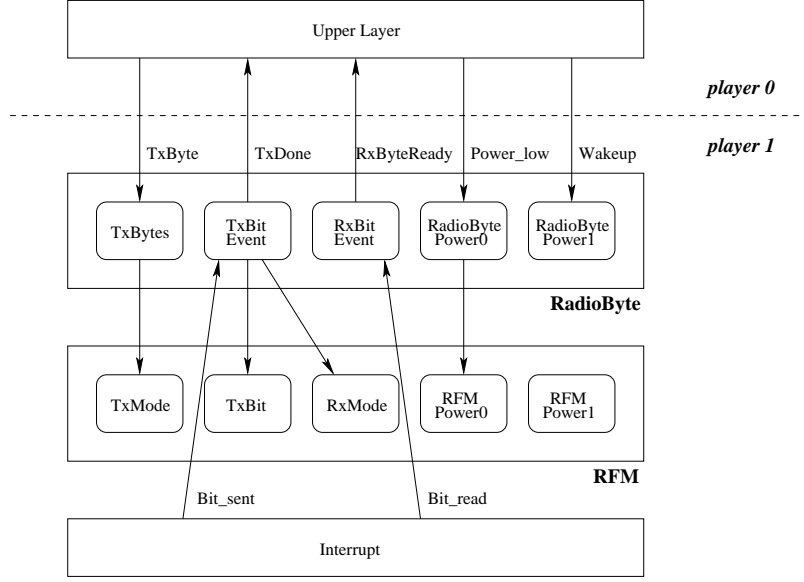 Upper Layer
player 0
player 1
TxByte
TxDone
RxByteReady
Power_low
Wakeup
TxBytes
TxBit
Event
RxBit
Event
RadioByte
Power0
RadioByte
Power1
RadioByte
TxMode
TxBit
RxMode
RFM
Power0
RFM
Power1
RFM
Bit_sent
Bit_read
Interrupt